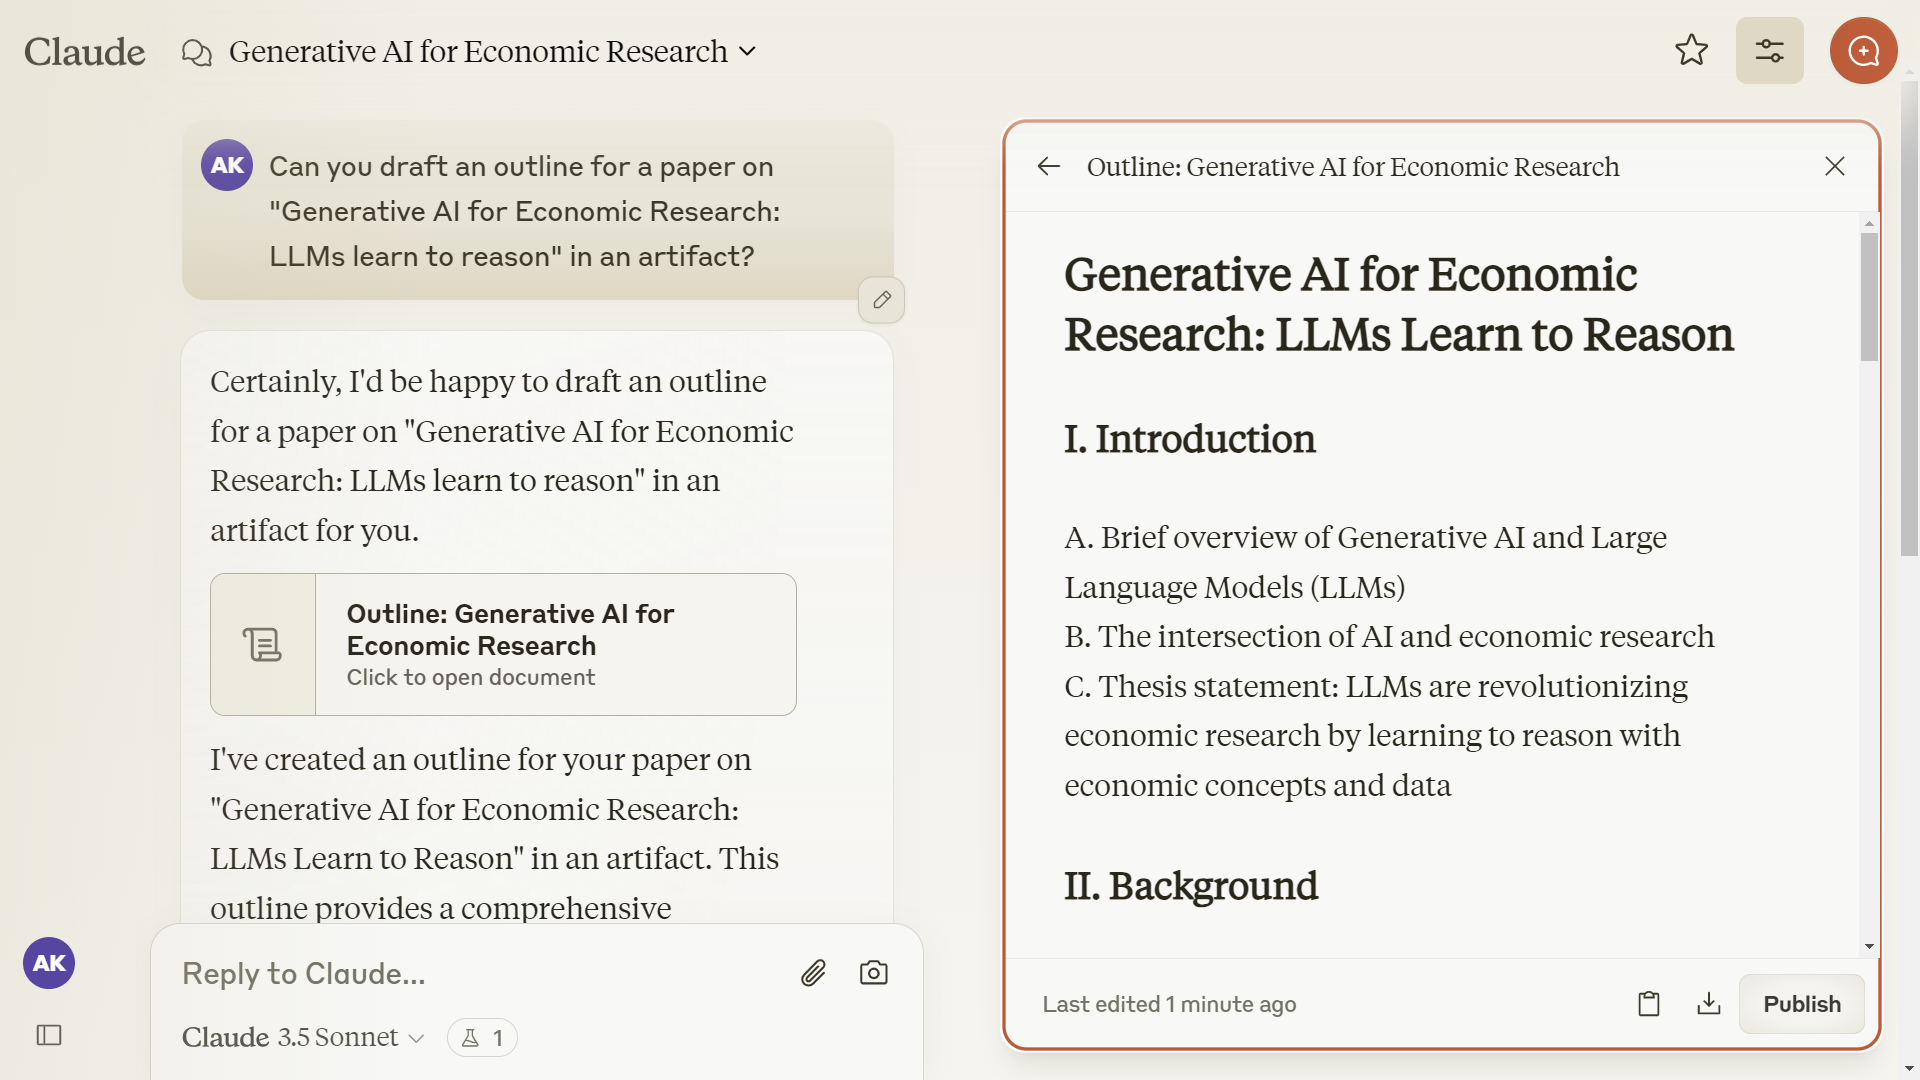 Claude
Generative AI for Economic Research
AK
Can you draft an outline for a paper on
"Generative AI for Economic Research:
LLMs learn to reason" in an artifact?
Certainly, I'd be happy to draft an outline
for a paper on "Generative AI for Economic
Research: LLMs learn to reason" in an
artifact for you.
Outline: Generative AI for
Economic Research
Click to open document
I've created an outline for your paper on
"Generative AI for Economic Research:
LLMs Learn to Reason" in an artifact. This
outline provides a comprehensive
AK
Reply to Claude...
Claude 3.5 Sonnet
1
Outline: Generative AI for Economic Research
Generative AI for Economic
Research: LLMs Learn to Reason
I. Introduction
A. Brief overview of Generative AI and Large
Language Models (LLMs)
B. The intersection of AI and economic research
C. Thesis statement: LLMs are revolutionizing
economic research by learning to reason with
economic concepts and data
II. Background
Last edited 1 minute ago
Publish